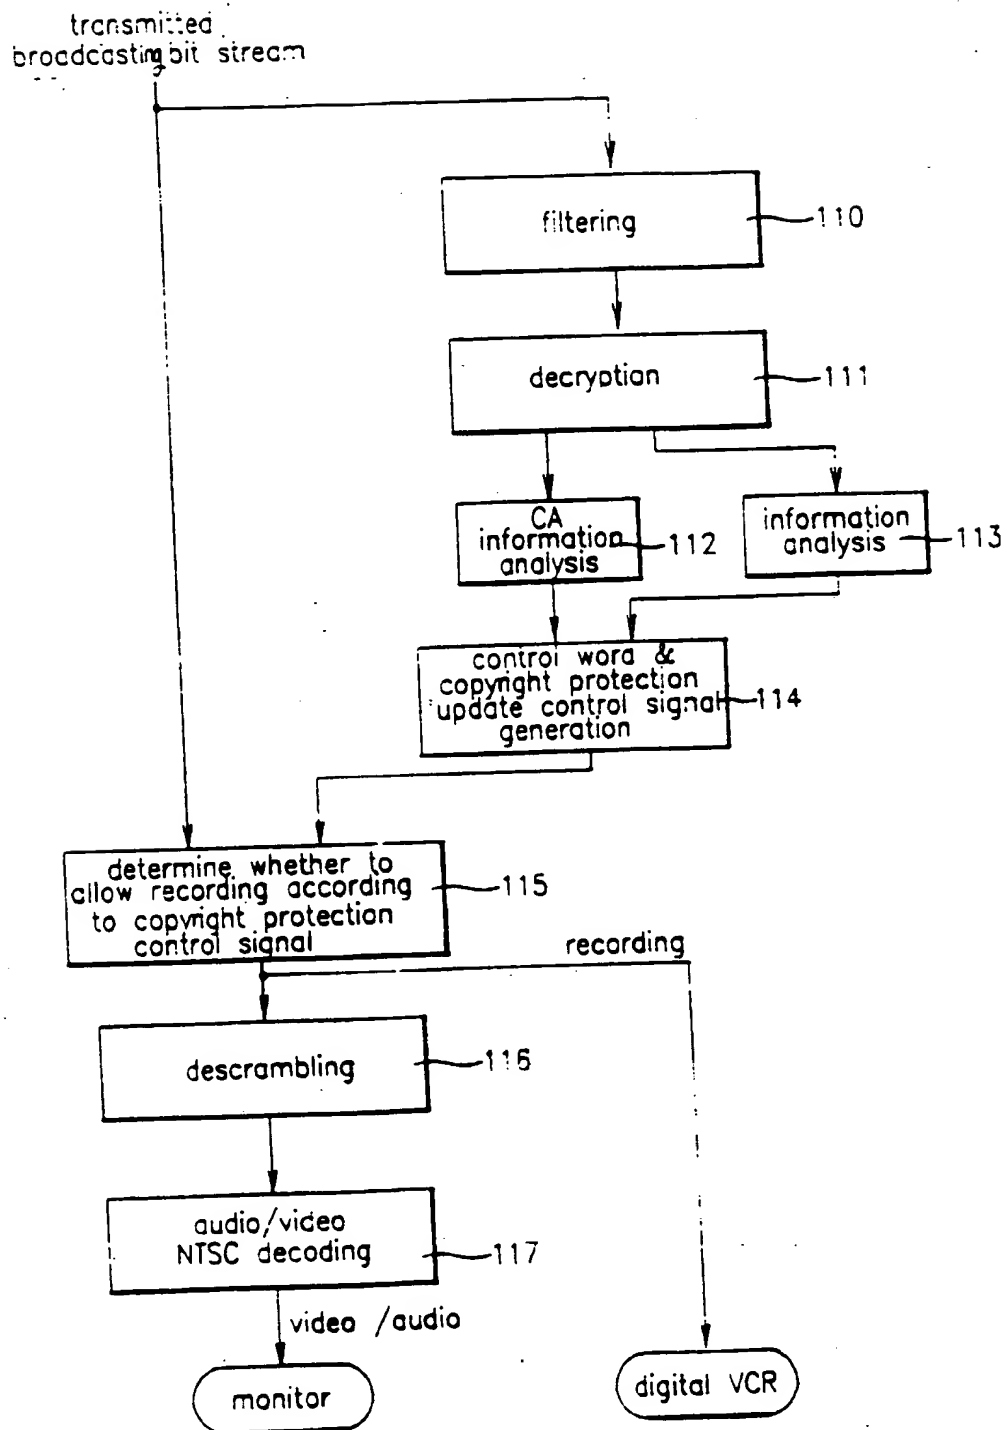 transmitted
broadcasting bit stream
filtering
110
decryption
111
CA
information
analysis
112
information
analysis
113
control word &
copyright protection
update control signal
generation
114
determine whether to
allow recording according
to copyright protection
control signal
115
recording
descrambling
116
audio/video
NTSC decoding
117
video /audio
monitor
digital VCR